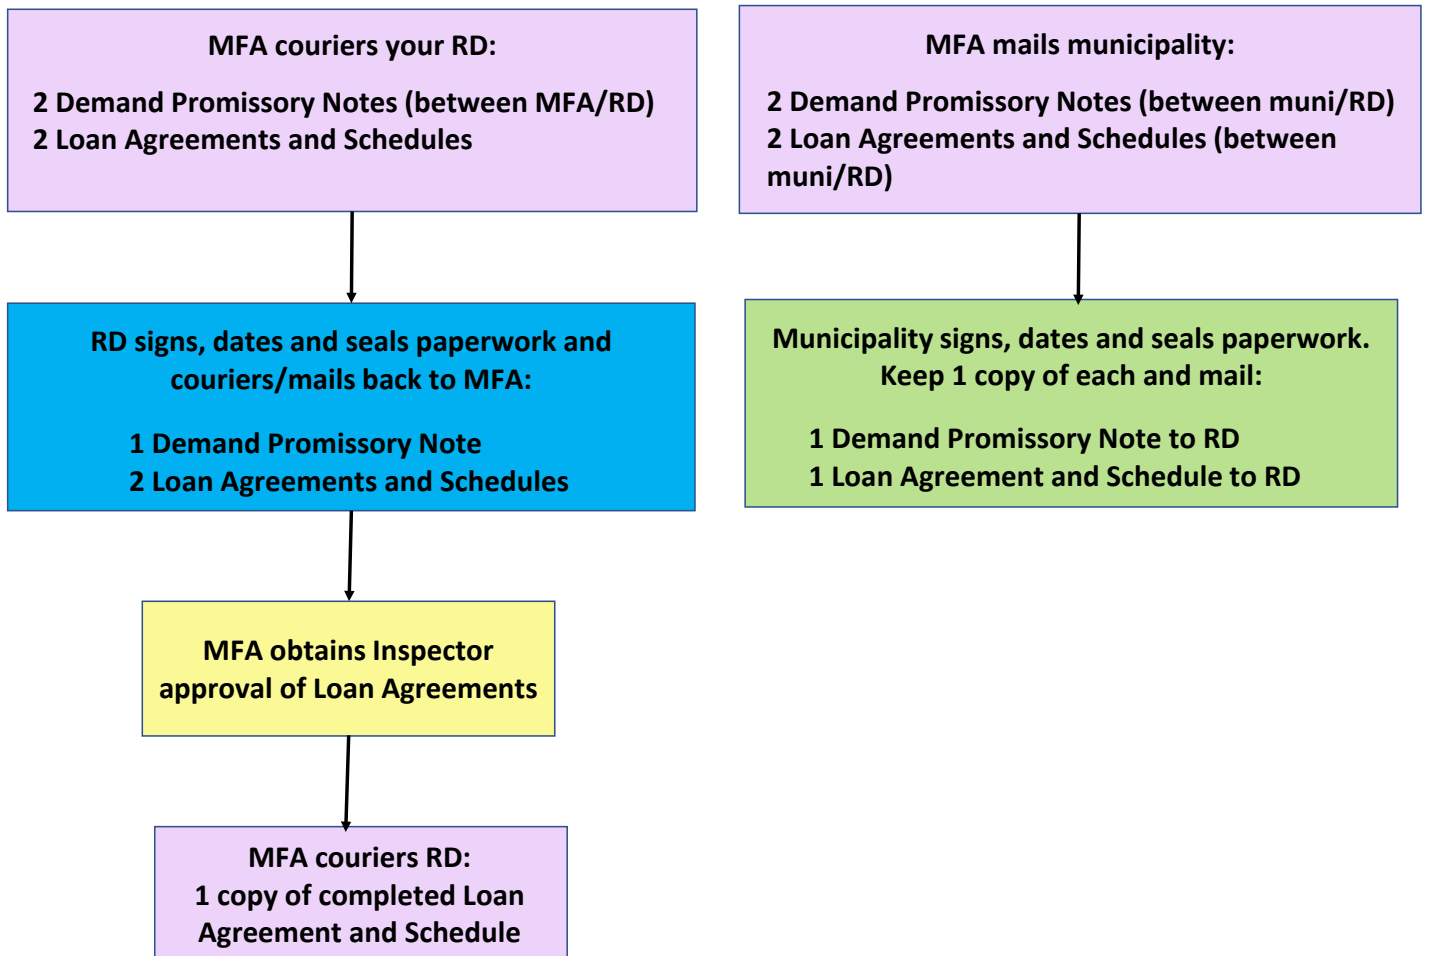 MFA couriers your RD:
2 Demand Promissory Notes (between MFA/RD)
2 Loan Agreements and Schedules
MFA mails municipality:
2 Demand Promissory Notes (between muni/RD)
2 Loan Agreements and Schedules (between
muni/RD)
RD signs, dates and seals paperwork and
couriers/mails back to MFA:
1 Demand Promissory Note
2 Loan Agreements and Schedules
Municipality signs, dates and seals paperwork.
Keep 1 copy of each and mail:
1 Demand Promissory Note to RD
1 Loan Agreement and Schedule to RD
MFA obtains Inspector
approval of Loan Agreements
MFA couriers RD:
1 copy of completed Loan
Agreement and Schedule